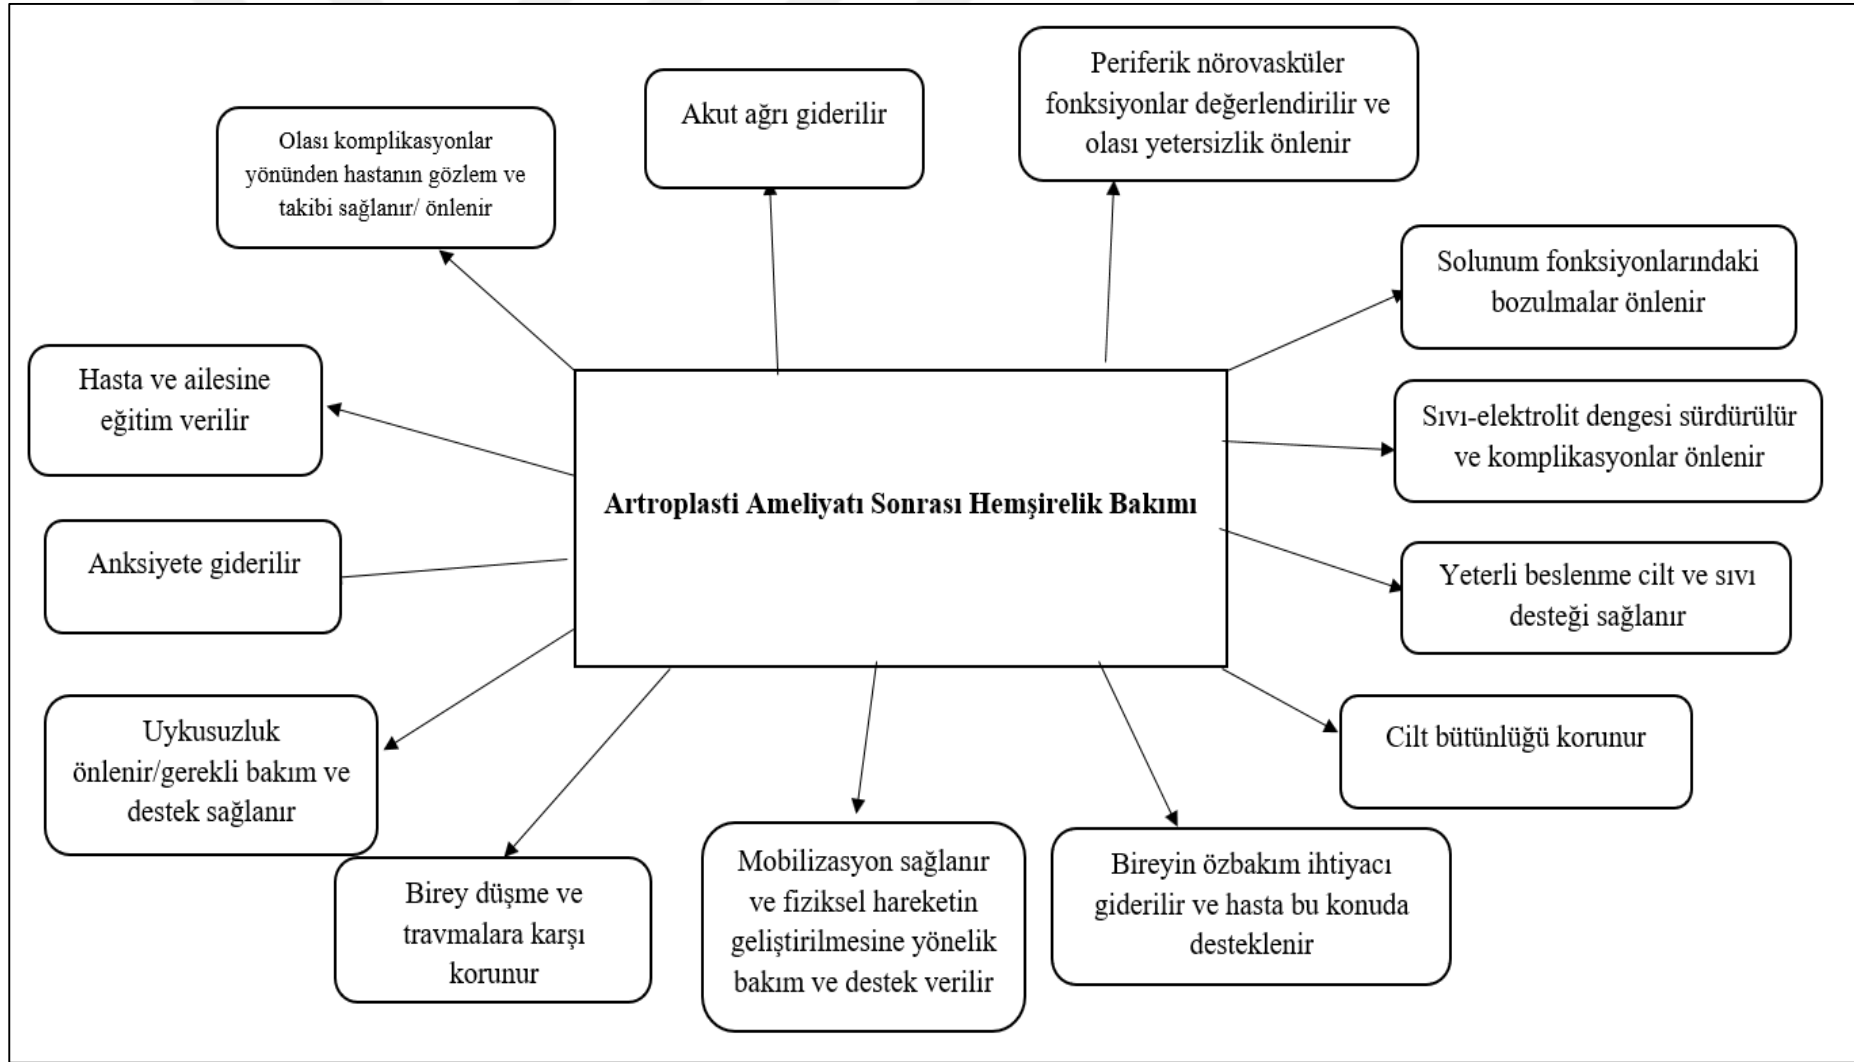 Periferik nörovasküler
fonksiyonlar değerlendirilir ve
olası yetersizlik önlenir
Akut ağrı giderilir
Olası komplikasyonlar
yönünden hastanın gözlem ve
takibi sağlanır/ önlenir
Solunum fonksiyonlarındaki
bozulmalar önlenir
Hasta ve ailesine
eğitim verilir
Sıvı-elektrolit dengesi sürdürülür
ve komplikasyonlar önlenir
Artroplasti Ameliyatı Sonrası Hemşirelik Bakımı
Anksiyete giderilir
Yeterli beslenme cilt ve sıvı
desteği sağlanır
Uykusuzluk
önlenir/gerekli bakım ve
destek sağlanır
Cilt bütünlüğü korunur
Birey düşme ve
travmalara karşı
korunur
Mobilizasyon sağlanır
ve fiziksel hareketin
geliştirilmesine yönelik
bakım ve destek verilir
Bireyin özbakım ihtiyacı
giderilir ve hasta bu konuda
desteklenir